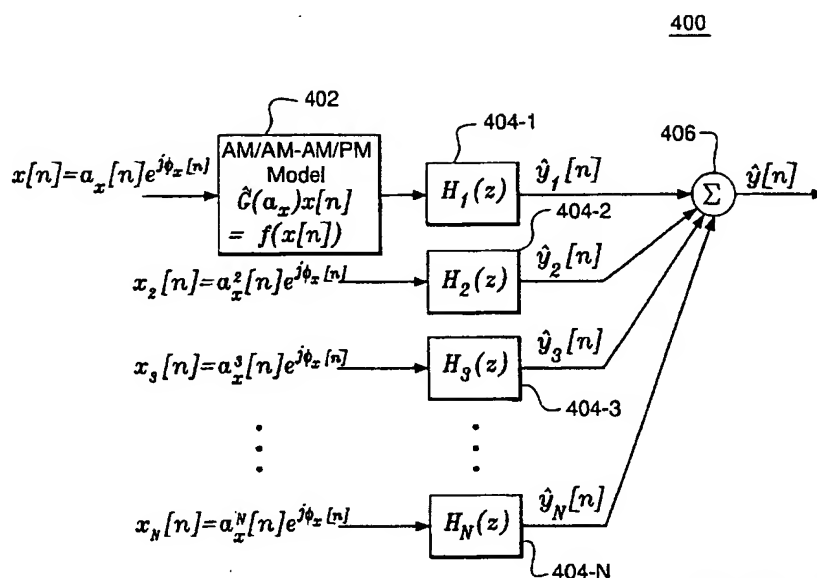 400
402
404-1
406
AM/AM-AM/PM
Model
x[n]=a_x[n]e^{jϕ_x[n]}
G̃(a_x)x[n]
= f(x[n])
H_1(z)
ŷ_1[n]
Σ
ŷ[n]
404-2
x_2[n]=a_x^2[n]e^{jϕ_x[n]}
H_2(z)
ŷ_2[n]
x_3[n]=a_x^3[n]e^{jϕ_x[n]}
H_3(z)
ŷ_3[n]
404-3
x_N[n]=a_x^N[n]e^{jϕ_x[n]}
H_N(z)
ŷ_N[n]
404-N